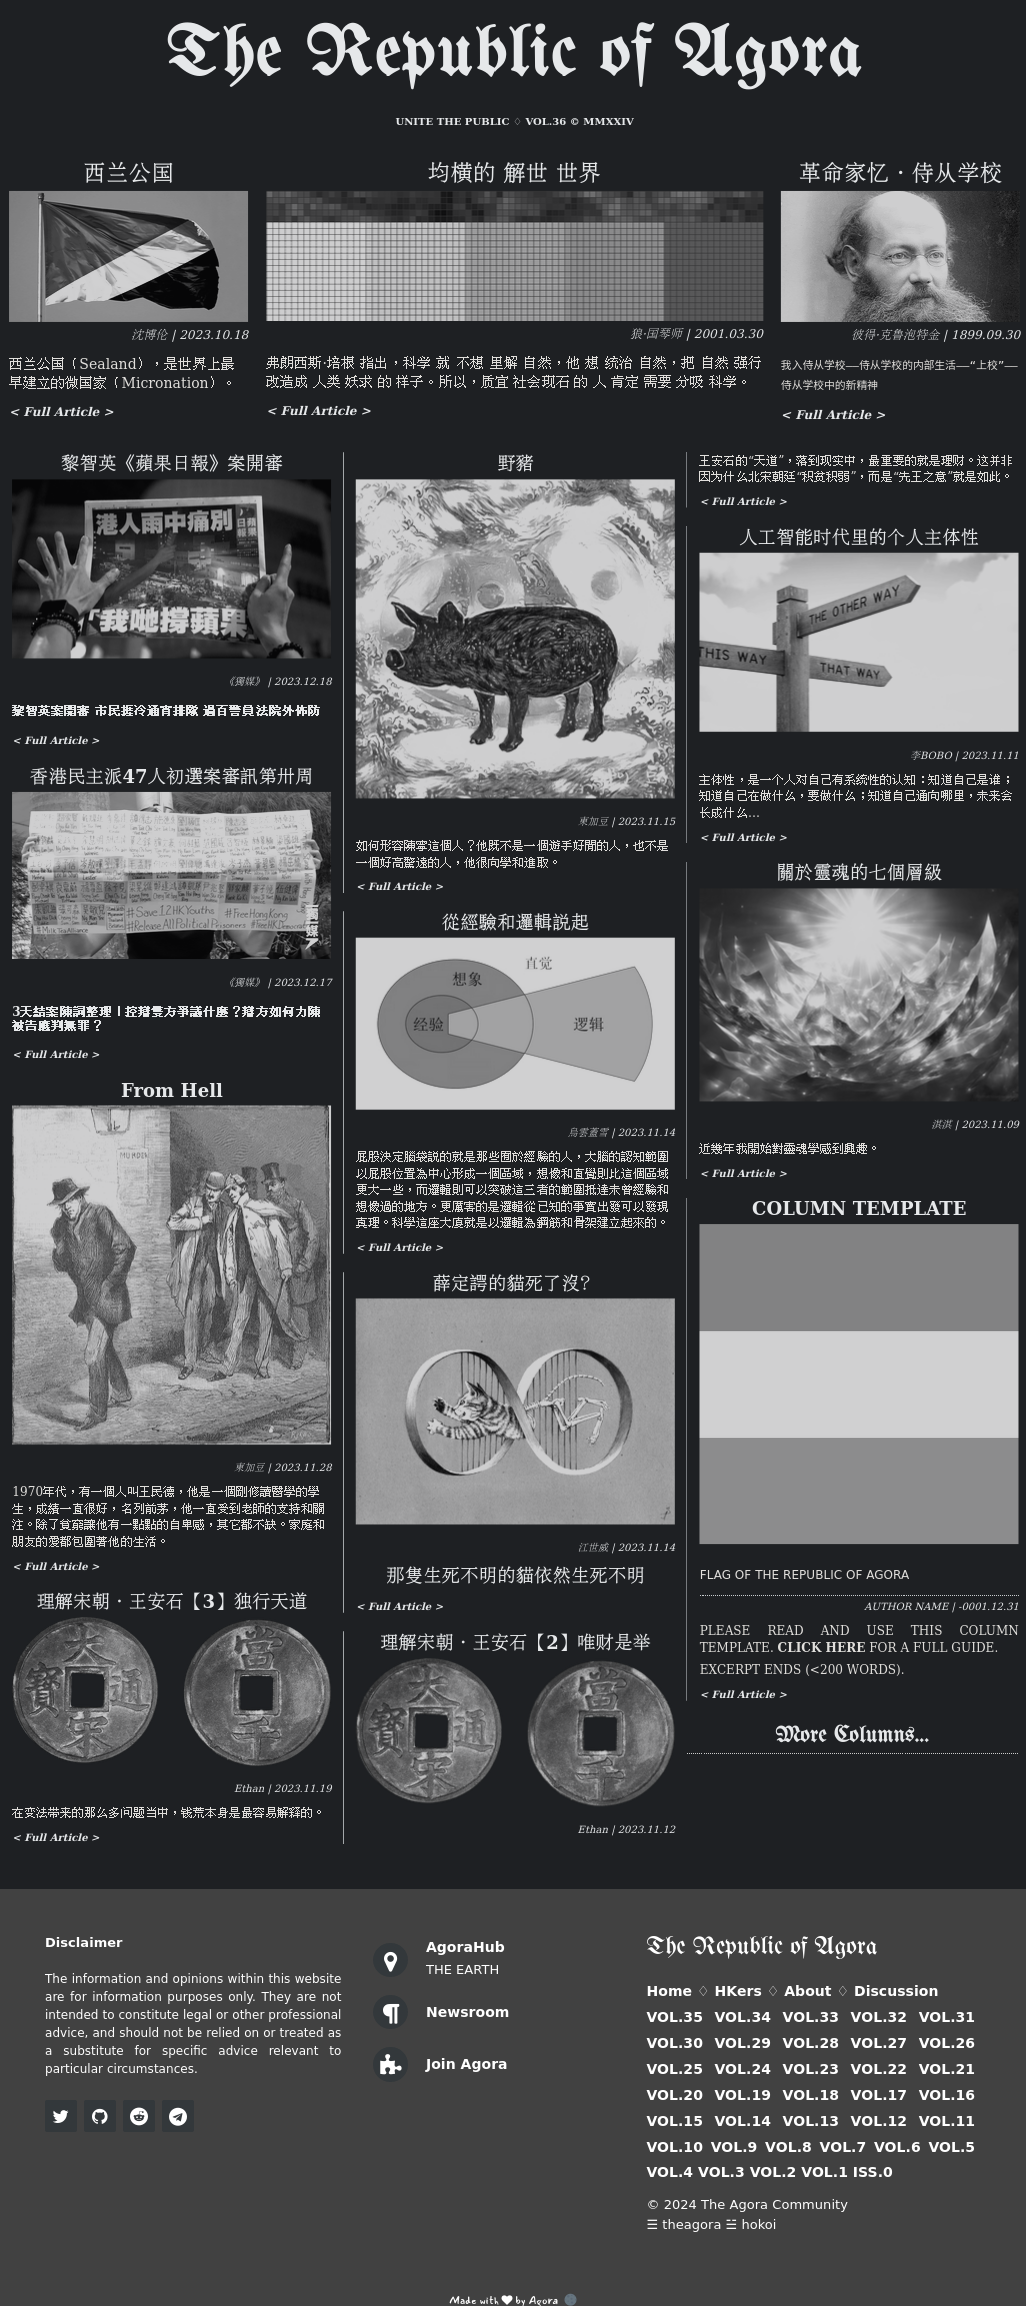 The Republic of Agora
UNITE THE PUBLIC ♢ VOL.36 © MMXXIV
西兰公国
沈博伦 | 2023.10.18
西兰公国（Sealand），是世界上最
早建立的微国家（Micronation）。
< Full Article >
均横的 解世 世界
狼·国琴师 | 2001.03.30
弗朗西斯·培根 指出，科学 就 不想 里解 自然，他 想 统治 自然，把 自然 强行
改造成 人类 妖求 的 样子。所以，质宜 社会现石 的 人 肯定 需要 分吸 科学。
< Full Article >
革命家忆·侍从学校
彼得·克鲁泡特金 | 1899.09.30
我入侍从学校——侍从学校的内部生活——“上校”——
侍从学校中的新精神
< Full Article >
黎智英《蘋果日報》案開審
港人雨中痛別
「我哋撐蘋果
《獨媒》 | 2023.12.18
黎智英案開審 市民捱冷通宵排隊 過百警員法院外佈防
< Full Article >
香港民主派47人初選案審訊第卅周
#Save12HKYouths #FreeHongKong
#MilkTeaAlliance #ReleaseAllPolitical Prisoners #FreeHKDemocrats
《獨媒》 | 2023.12.17
3天結案陳詞整理｜控辯雙方爭議什麼？辯方如何力陳
被告應判無罪？
< Full Article >
From Hell
東加豆 | 2023.11.28
1970年代，有一個人叫王民德，他是一個剛修讀醫學的學
生，成績一直很好，名列前茅，他一直受到老師的支持和關
注。除了貧窮讓他有一點點的自卑感，其它都不缺。家庭和
朋友的愛都包圍著他的生活。
< Full Article >
理解宋朝·王安石【3】独行天道
大
寶 通
宋
當
千
Ethan | 2023.11.19
在变法带来的那么多问题当中，钱荒本身是最容易解释的。
< Full Article >
野豬
東加豆 | 2023.11.15
如何形容陳寧這個人？他既不是一個遊手好閒的人，也不是
一個好高騖遠的人，他很向學和進取。
< Full Article >
從經驗和邏輯説起
想象
直觉
经验
逻辑
烏雲蓋雪 | 2023.11.14
屁股決定腦袋說的就是那些囿於經驗的人，大腦的認知範圍
以屁股位置為中心形成一個區域，想像和直覺則比這個區域
更大一些，而邏輯則可以突破這三者的範圍抵達未曾經驗和
想像過的地方。更厲害的是邏輯從已知的事實出發可以發現
真理。科學這座大廈就是以邏輯為鋼筋和骨架建立起來的。
< Full Article >
薛定諤的貓死了沒？
江世威 | 2023.11.14
那隻生死不明的貓依然生死不明
< Full Article >
理解宋朝·王安石【2】唯财是举
大
寶 通
宋
當
千
Ethan | 2023.11.12
王安石的“天道”，落到现实中，最重要的就是理财。这并非
因为什么北宋朝廷“积贫积弱”，而是“先王之意”就是如此。
< Full Article >
人工智能时代里的个人主体性
THE OTHER WAY
THIS WAY
THAT WAY
李BOBO | 2023.11.11
主体性，是一个人对自己有系统性的认知：知道自己是谁；
知道自己在做什么，要做什么；知道自己通向哪里，未来会
长成什么…
< Full Article >
關於靈魂的七個層級
淇淇 | 2023.11.09
近幾年我開始對靈魂學感到興趣。
< Full Article >
COLUMN TEMPLATE
FLAG OF THE REPUBLIC OF AGORA
AUTHOR NAME | -0001.12.31
PLEASE READ AND USE THIS COLUMN
TEMPLATE. CLICK HERE FOR A FULL GUIDE.
EXCERPT ENDS (<200 WORDS).
< Full Article >
More Columns...
Disclaimer
The information and opinions within this website
are for information purposes only. They are not
intended to constitute legal or other professional
advice, and should not be relied on or treated as
a substitute for specific advice relevant to
particular circumstances.
AgoraHub
THE EARTH
Newsroom
Join Agora
The Republic of Agora
Home ♢ HKers ♢ About ♢ Discussion
VOL.35 VOL.34 VOL.33 VOL.32 VOL.31
VOL.30 VOL.29 VOL.28 VOL.27 VOL.26
VOL.25 VOL.24 VOL.23 VOL.22 VOL.21
VOL.20 VOL.19 VOL.18 VOL.17 VOL.16
VOL.15 VOL.14 VOL.13 VOL.12 VOL.11
VOL.10 VOL.9 VOL.8 VOL.7 VOL.6 VOL.5
VOL.4 VOL.3 VOL.2 VOL.1 ISS.0
© 2024 The Agora Community
☰ theagora ☱ hokoi
Made with ♥ by Agora